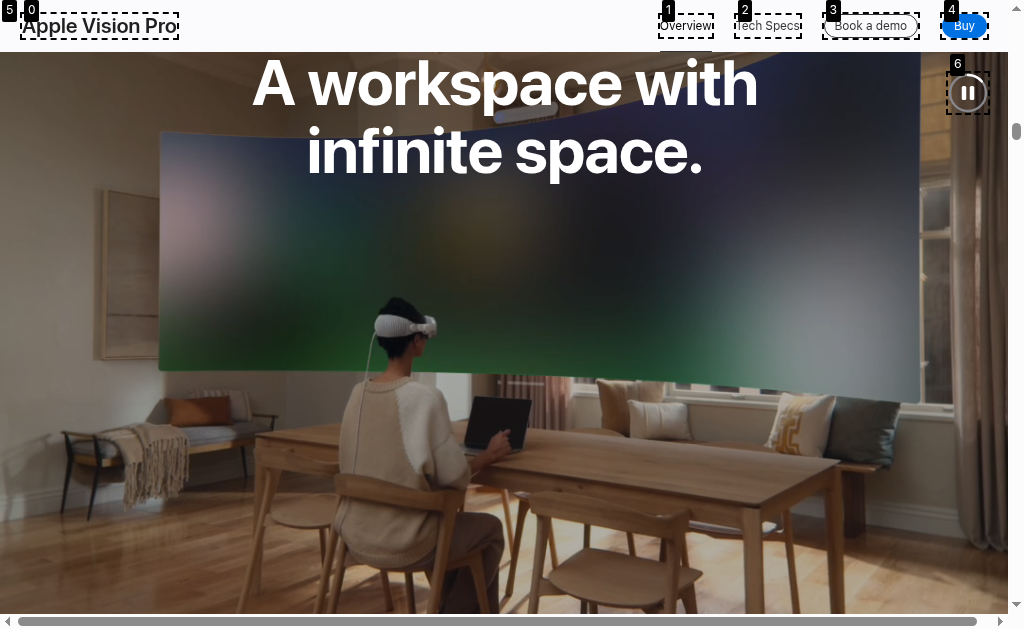 Apple Vision Pro
Overview
Tech Specs
Book a demo
Buy
5
0
1
2
3
4
6
A workspace with
infinite space.